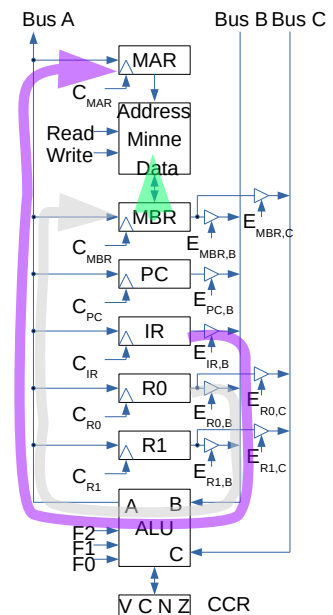 Bus A Bus B Bus C
MAR
C MAR
Address
Read
Write
Minne
Data
MBR
C MBR
E MBR,B
E MBR,C
PC
C PC
E PC,B
IR
C IR
E IR,B
R0
C R0
E R0,B
E R0,C
R1
C R1
E R1,B
E R1,C
A B
ALU
C
F2
F1
F0
V C N Z CCR